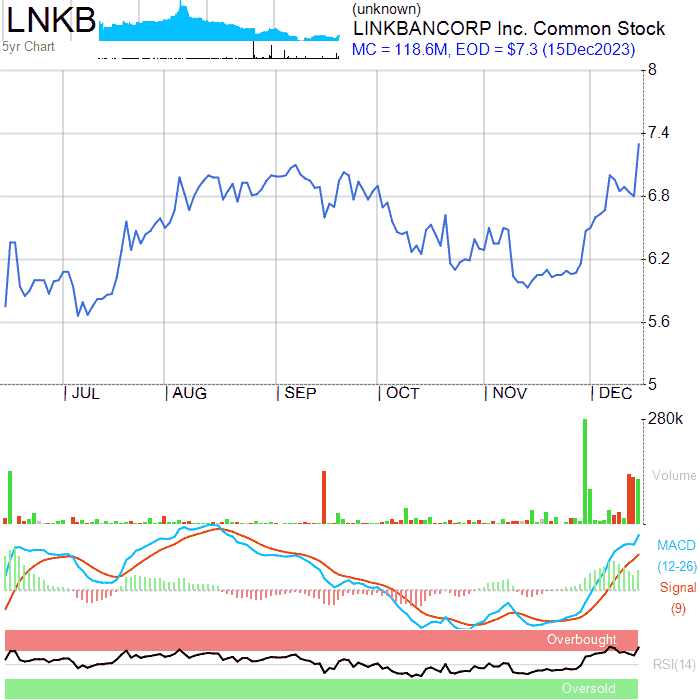 LNKB
5yr Chart
(unknown)
LINKBANCORP Inc. Common Stock
MC = 118.6M, EOD = $7.3 (15Dec2023)
8
7.4
6.8
6.2
5.6
5
JUL AUG SEP OCT NOV DEC
280k
Volume
MACD
(12-26)
Signal
(9)
Overbought
RSI(14)
Oversold